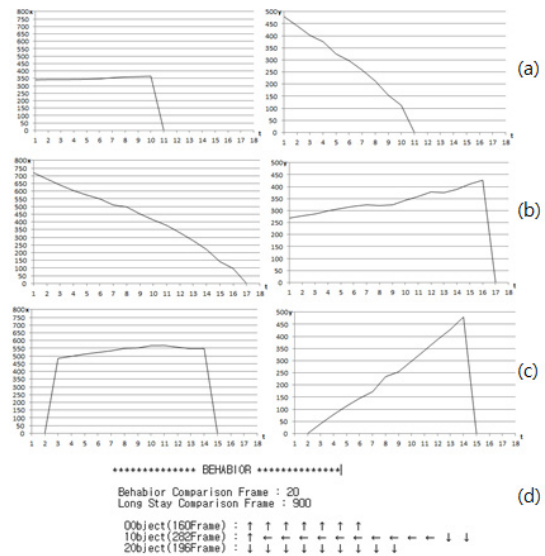 800x
750
700
650
600
550
500
450
400
350
300
250
200
150
100
50
0
1 2 3 4 5 6 7 8 9 10 11 12 13 14 15 16 17 18
t
500y
450
400
350
300
250
200
150
100
50
0
1 2 3 4 5 6 7 8 9 10 11 12 13 14 15 16 17 18
t
(a)
800x
750
700
650
600
550
500
450
400
350
300
250
200
150
100
50
0
1 2 3 4 5 6 7 8 9 10 11 12 13 14 15 16 17 18
t
500y
450
400
350
300
250
200
150
100
50
0
1 2 3 4 5 6 7 8 9 10 11 12 13 14 15 16 17 18
t
(b)
800x
750
700
650
600
550
500
450
400
350
300
250
200
150
100
50
0
1 2 3 4 5 6 7 8 9 10 11 12 13 14 15 16 17 18
t
500y
450
400
350
300
250
200
150
100
50
0
1 2 3 4 5 6 7 8 9 10 11 12 13 14 15 16 17 18
t
(c)
************** BEHABIOR **************
Behabior Comparison Frame : 20
Long Stay Comparison Frame : 900
(d)
0Object(160Frame) : ↑ ↑ ↑ ↑ ↑ ↑ ↑
1Object(282Frame) : ↑ ← ← ← ← ← ← ← ← ← ← ↓ ↓
2Object(196Frame) : ↓ ↓ ↓ ↓ ↓ ↓ ↓ ↓ ↓